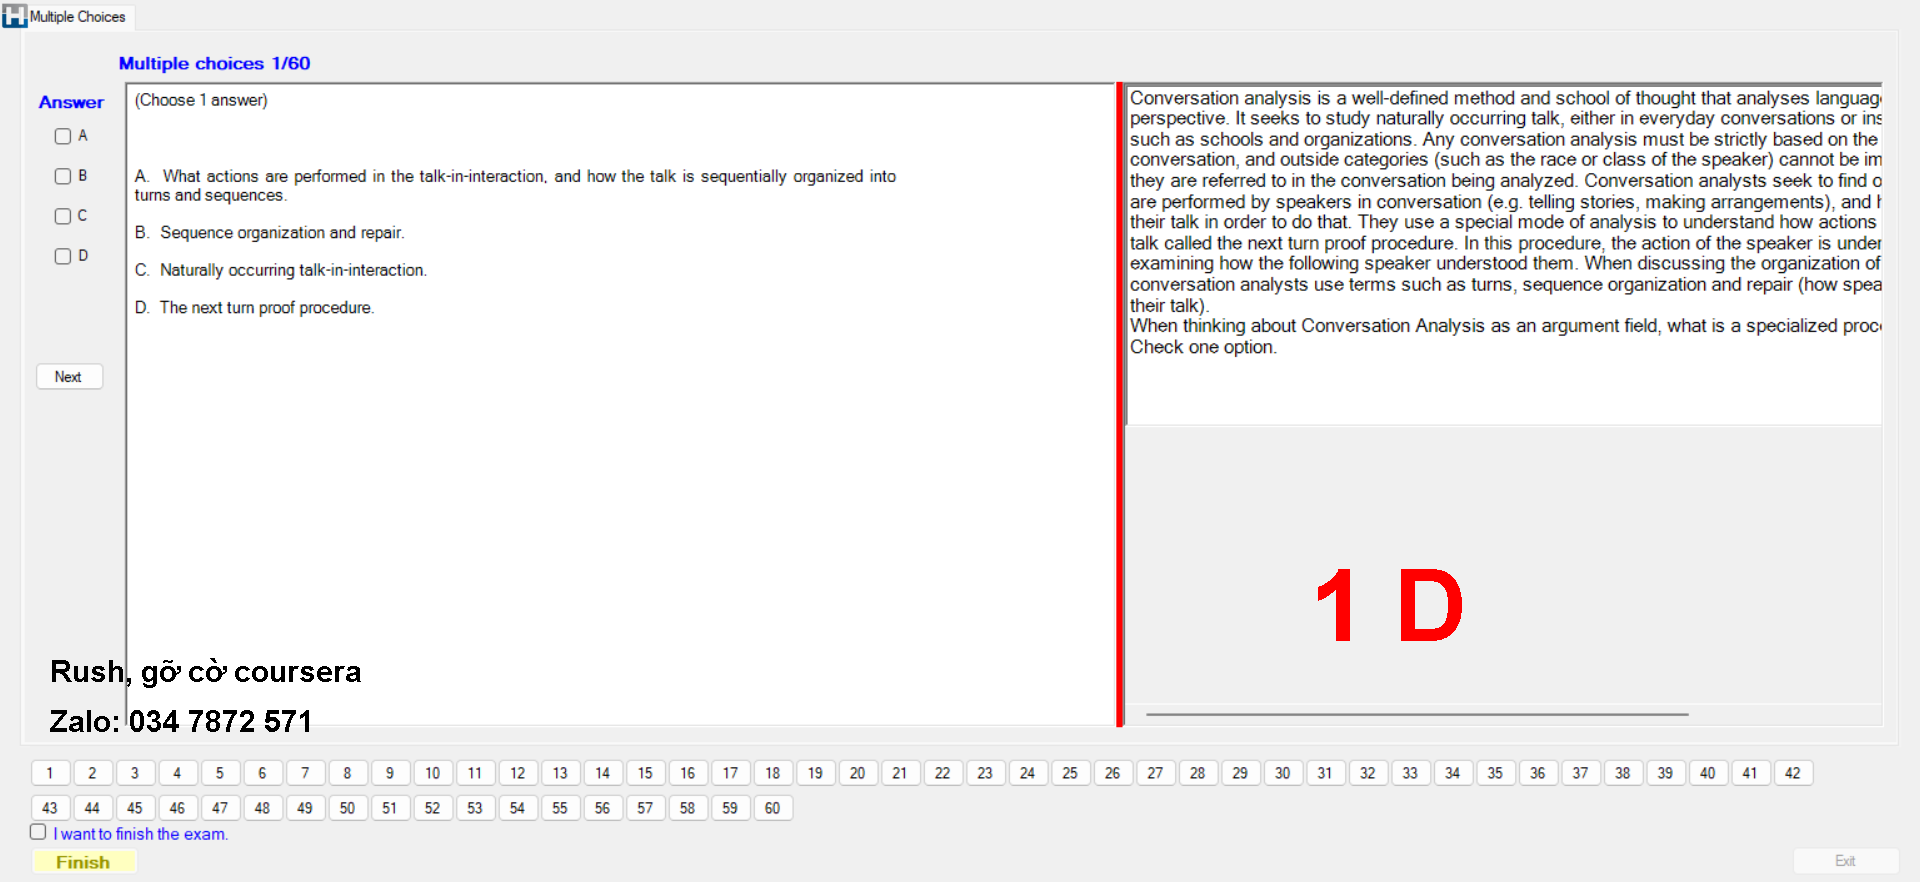 Multiple Choices
Multiple choices 1/60
Answer
A
B
C
D
Next
(Choose 1 answer)
A. What actions are performed in the talk-in-interaction, and how the talk is sequentially organized into
turns and sequences.
B. Sequence organization and repair.
C. Naturally occurring talk-in-interaction.
D. The next turn proof procedure.
Conversation analysis is a well-defined method and school of thought that analyses
perspective. It seeks to study naturally occurring talk, either in everyday conversations or
such as schools and organizations. Any conversation analysis must be strictly based on the
conversation, and outside categories (such as the race or class of the speaker) cannot be
they are referred to in the conversation being analyzed. Conversation analysts seek to find
are performed by speakers in conversation (e.g. telling stories, making arrangements), and
their talk in order to do that. They use a special mode of analysis to understand how actions
talk called the next turn proof procedure. In this procedure, the action of the speaker is
examining how the following speaker understood them. When discussing the organization of
conversation analysts use terms such as turns, sequence organization and repair (how
their talk).
When thinking about Conversation Analysis as an argument field, what is a specialized
Check one option.
1 D
Rush, gỡ cờ coursera
Zalo: 034 7872 571
1 2 3 4 5 6 7 8 9 10 11 12 13 14 15 16 17 18 19 20 21 22 23 24 25 26 27 28 29 30 31 32 33 34 35 36 37 38 39 40 41 42
43 44 45 46 47 48 49 50 51 52 53 54 55 56 57 58 59 60
I want to finish the exam.
Finish
Exit